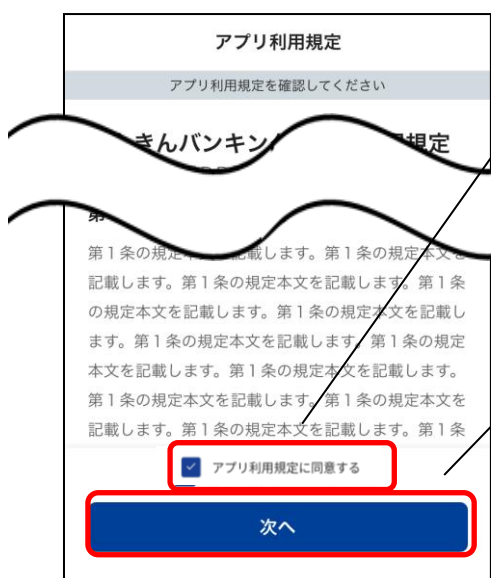 アプリ利用規定
アプリ利用規定を確認してください
きんバンキン 規定
第
第1条の規定 記載します。第1条の規定本文を
記載します。第1条の規定本文を記載します。第1条
の規定本文を記載します。第1条の規定本文を記載し
ます。第1条の規定本文を記載します。第1条の規定
本文を記載します。第1条の規定本文を記載します。
第1条の規定本文を記載します。第1条の規定本文を
記載します。第1条の規定本文を記載します。第1条
アプリ利用規定に同意する
次へ